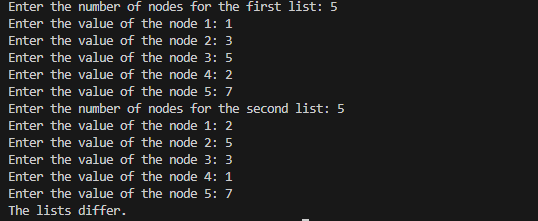 Enter the number of nodes for the first list: 5
Enter the value of the node 1: 1
Enter the value of the node 2: 3
Enter the value of the node 3: 5
Enter the value of the node 4: 2
Enter the value of the node 5: 7
Enter the number of nodes for the second list: 5
Enter the value of the node 1: 2
Enter the value of the node 2: 5
Enter the value of the node 3: 3
Enter the value of the node 4: 1
Enter the value of the node 5: 7
The lists differ.